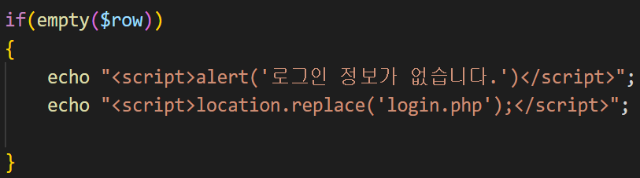 if(empty($row))
{
    echo "<script>alert('로그인 정보가 없습니다.')</script>";
    echo "<script>location.replace('login.php');</script>";
}